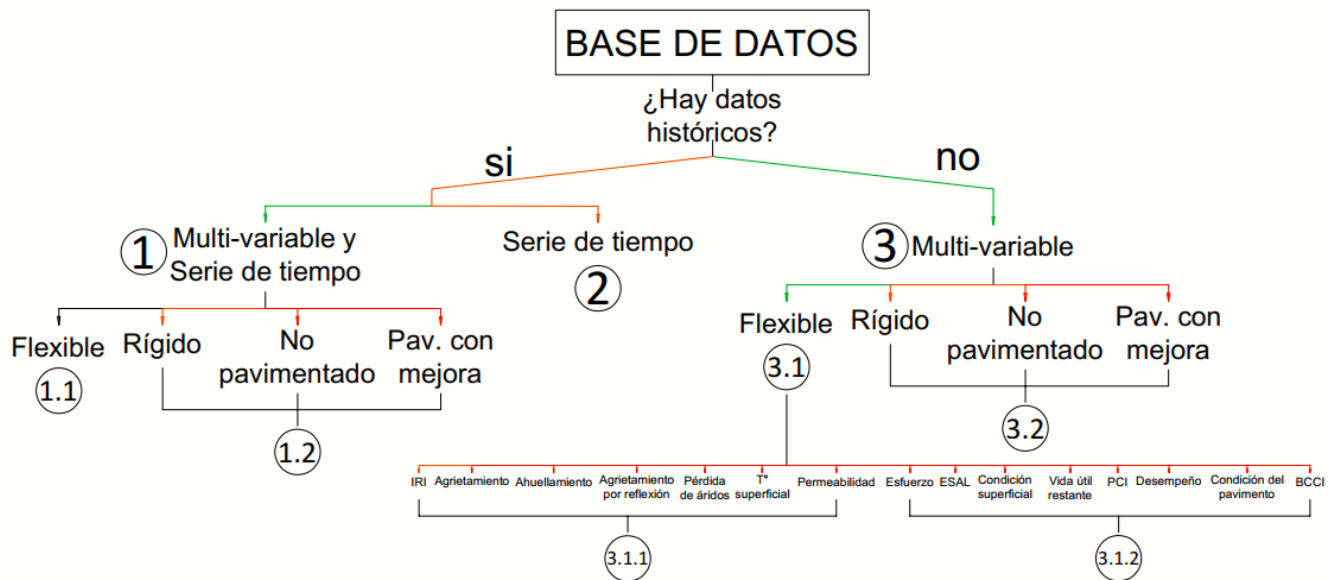 BASE DE DATOS
¿Hay datos
históricos?
si
no
1
Multi-variable y
Serie de tiempo
Serie de tiempo
2
3
Multi-variable
Flexible
1.1
Rígido
No
pavimentado
Pav. con
mejora
1.2
Flexible
3.1
Rígido
No
pavimentado
Pav. con
mejora
3.2
IRI
Agrietamiento
Ahuellamiento
Agrietamiento
por reflexión
Pérdida
de áridos
T°
superficial
Permeabilidad
Esfuerzo
ESAL
Condición
superficial
Vida útil
restante
PCI
Desempeño
Condición del
pavimento
BCCI
3.1.1
3.1.2